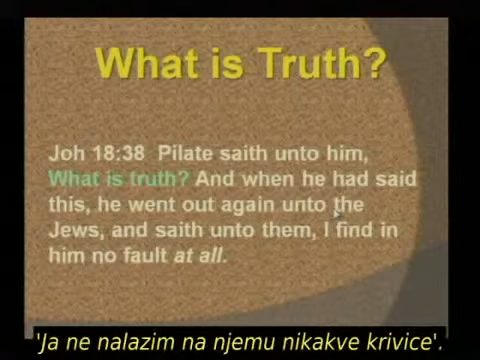 What is Truth?
Joh 18:38 Pilate saith unto him,
What is truth? And when he had said
this, he went out again unto the
Jews, and saith unto them, I find in
him no fault at all.
'Ja ne nalazim na njemu nikakve krivice'.